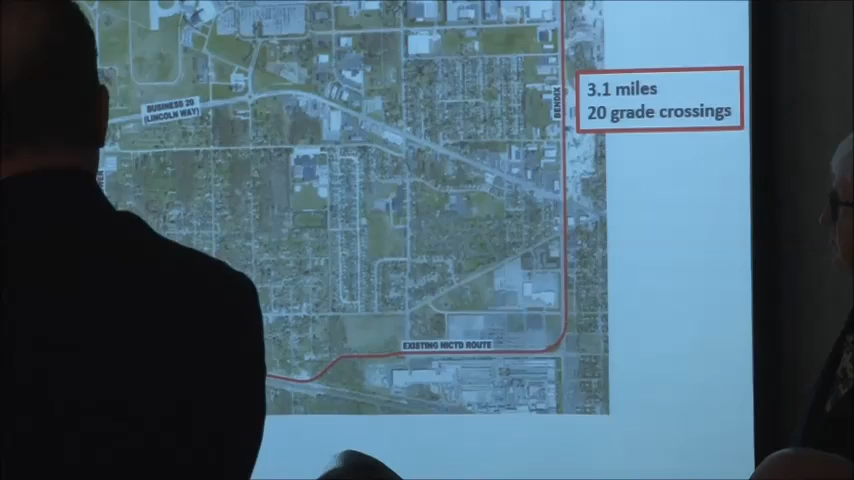 BUSINESS 20
(LINCOLN WAY)
BENDIX
3.1 miles
20 grade crossings
EXISTING NICTD ROUTE